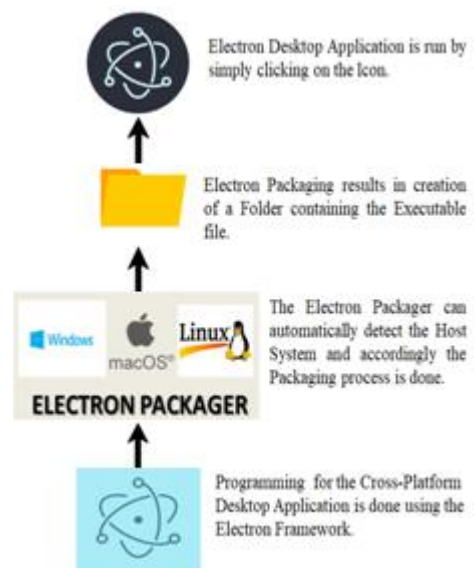 Electron Desktop Application is run by
simply clicking on the Icon.
Electron Packaging results in creation
of a Folder containing the Executable
file.
Windows
macOS®
Linux
ELECTRON PACKAGER
The Electron Packager can
automatically detect the Host
System and accordingly the
Packaging process is done.
Programming for the Cross-Platform
Desktop Application is done using the
Electron Framework.